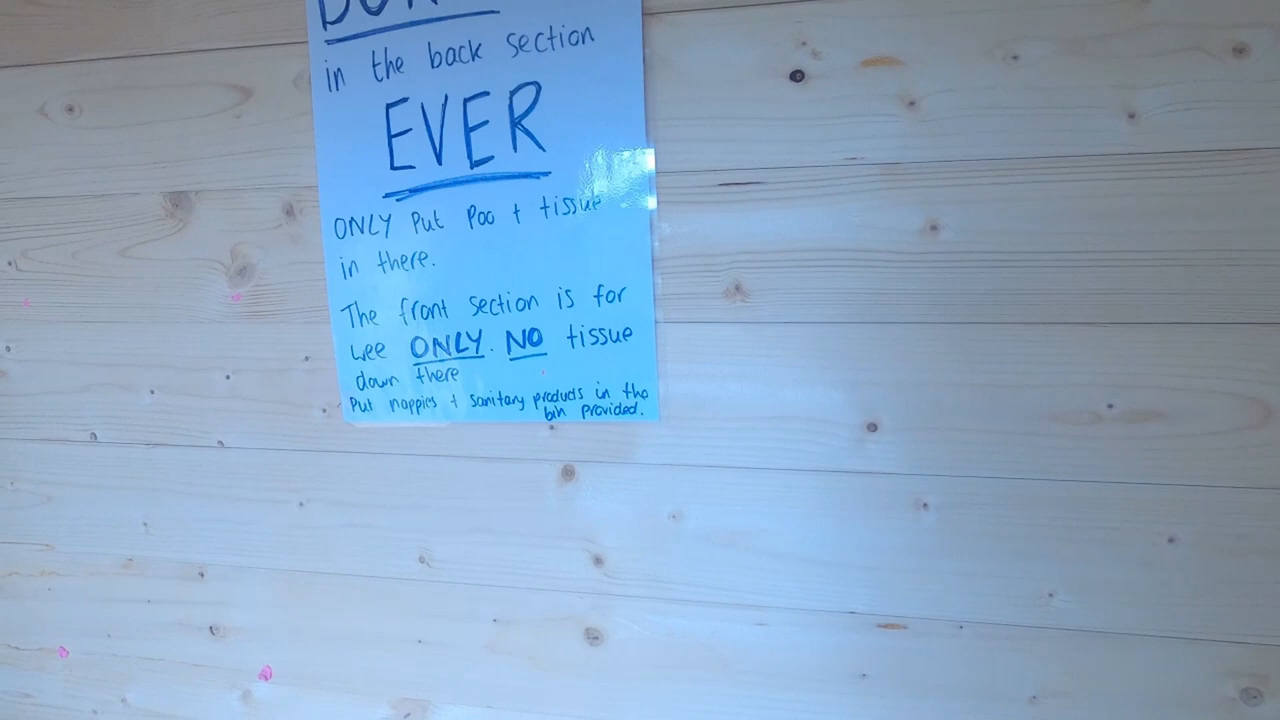 in the back section
EVER
ONLY Put Poo + tissue
in there.
The front section is for
wee ONLY. NO tissue
down there
Put nappies + sanitary products in the
bin provided.